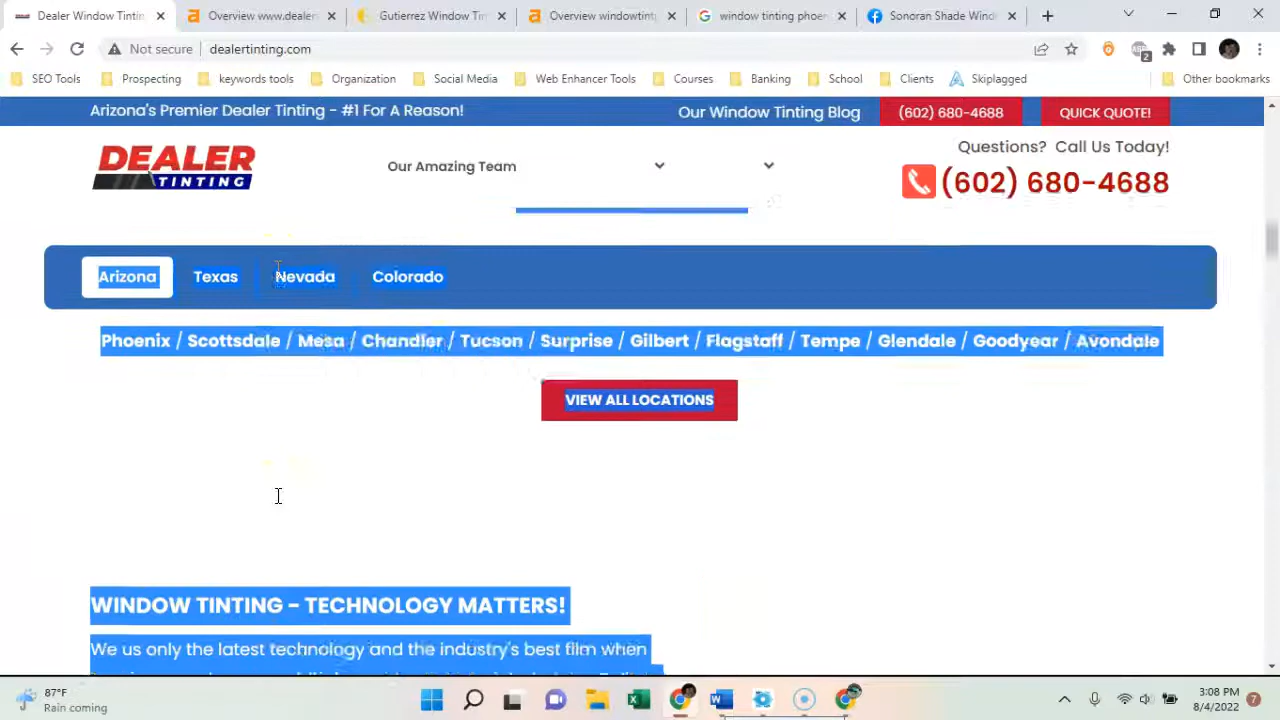 Dealer Window Tintin
Overview www.dealer
Gutierrez Window Tin
Overview windowtint
window tinting phoen
Sonoran Shade Wind
Not secure
dealertinting.com
2
SEO Tools
Prospecting
keywords tools
Organization
Social Media
Web Enhancer Tools
Courses
Banking
School
Clients
Skiplagged
Other bookmarks
Arizona's Premier Dealer Tinting - #1 For A Reason!
Our Window Tinting Blog
(602) 680-4688
QUICK QUOTE!
DEALER
TINTING
Our Amazing Team
Questions? Call Us Today!
(602) 680-4688
Arizona
Texas
Nevada
Colorado
Phoenix / Scottsdale / Mesa / Chandler / Tucson / Surprise / Gilbert / Flagstaff / Tempe / Glendale / Goodyear / Avondale
VIEW ALL LOCATIONS
WINDOW TINTING - TECHNOLOGY MATTERS!
We us only the latest technology and the industry's best film when
87°F
Rain coming
3:08 PM
8/4/2022
7